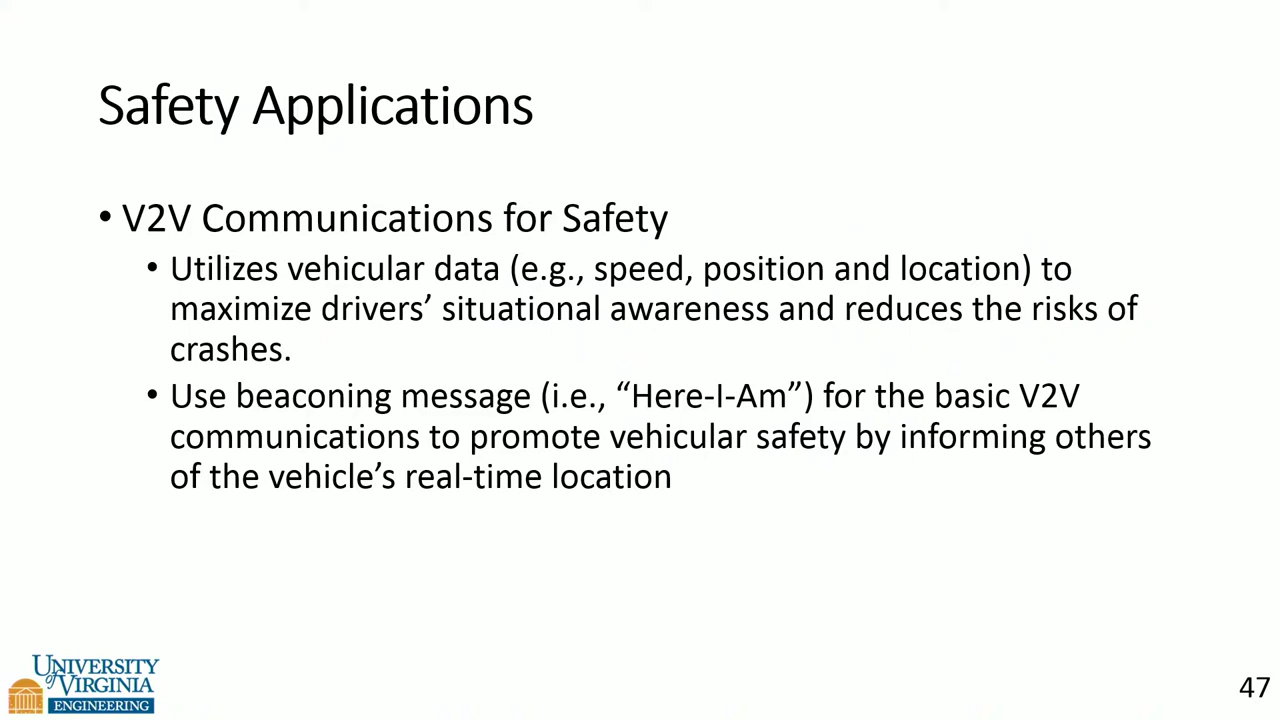 Safety Applications
• V2V Communications for Safety
• Utilizes vehicular data (e.g., speed, position and location) to
maximize drivers’ situational awareness and reduces the risks of
crashes.
• Use beaconing message (i.e., “Here-I-Am”) for the basic V2V
communications to promote vehicular safety by informing others
of the vehicle’s real-time location
UNIVERSITY
of VIRGINIA
ENGINEERING
47